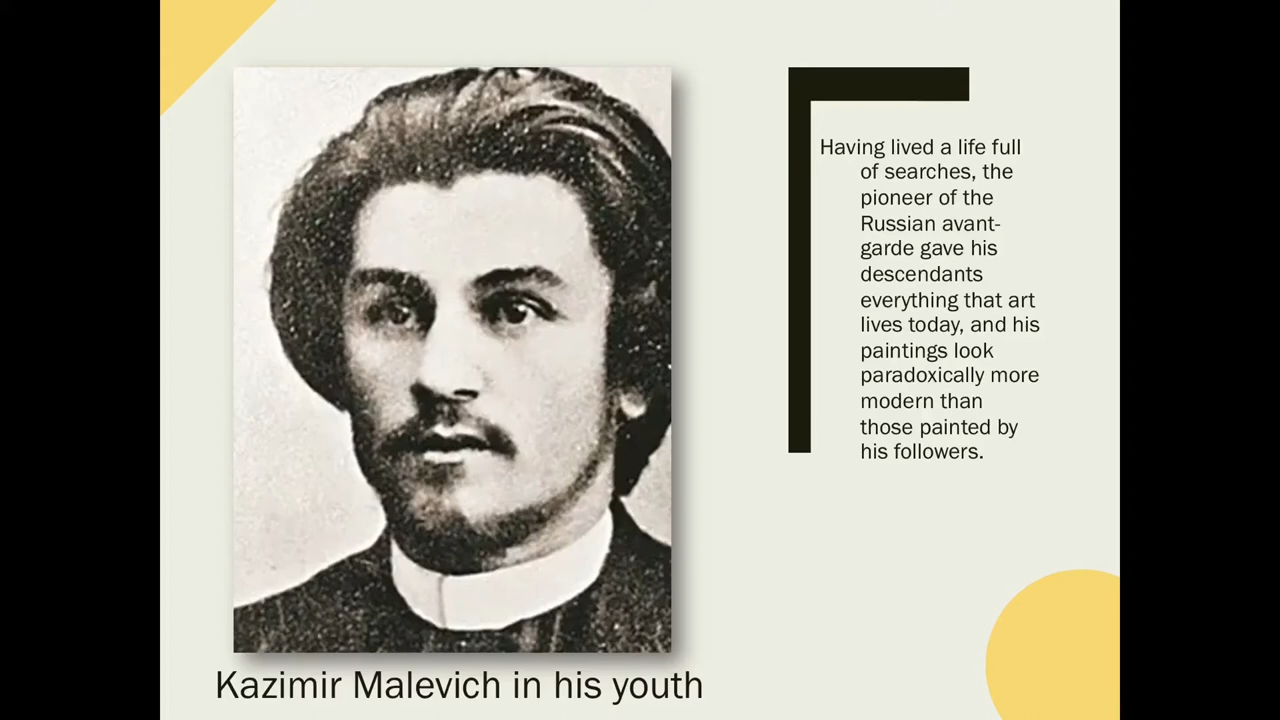 Having lived a life full
of searches, the
pioneer of the
Russian avant-
garde gave his
descendants
everything that art
lives today, and his
paintings look
paradoxically more
modern than
those painted by
his followers.
Kazimir Malevich in his youth